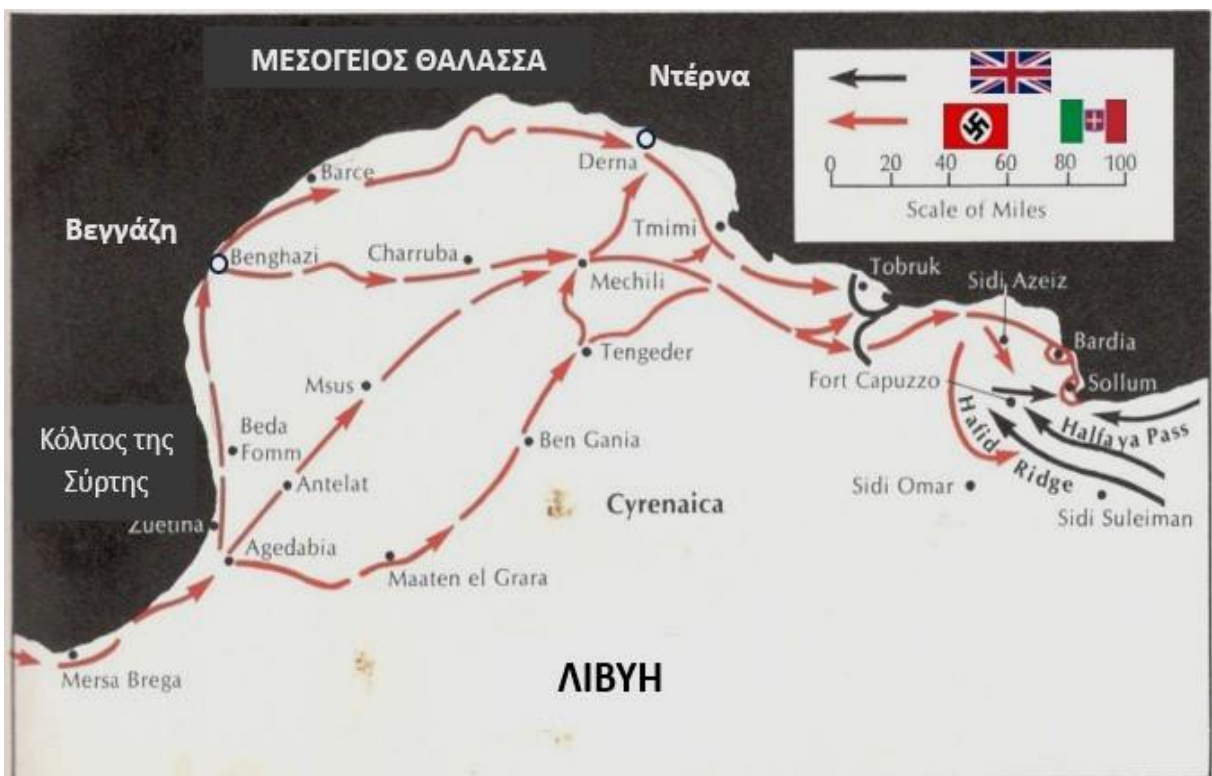 ΜΕΣΟΓΕΙΟΣ ΘΑΛΑΣΣΑ
Ντέρνα
0 20 40 60 80 100
Scale of Miles
Derna
Barce
Βεγγάζη
Benghazi
Charruba
Tmimi
Mechili
Tobruk
Sidi Azeiz
Bardia
Tengeder
Fort Capuzzo
Sollum
Msus
Halfaya Pass
Hafid Ridge
Κόλπος της
Σύρτης
Beda
Fomm
Ben Gania
Antelat
Cyrenaica
Sidi Omar
Sidi Suleiman
Zuetina
Agedabia
Maaten el Grara
Mersa Brega
ΛΙΒΥΗ